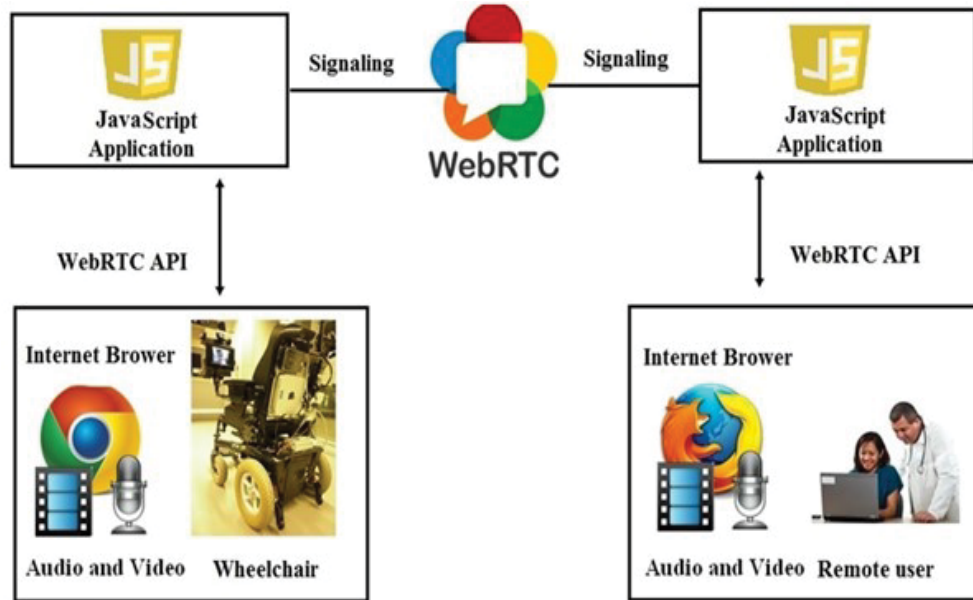 JS
JavaScript
Application
Signaling
WebRTC
Signaling
JS
JavaScript
Application
WebRTC API
WebRTC API
Internet Brower
Audio and Video
Wheelchair
Internet Brower
Audio and Video
Remote user